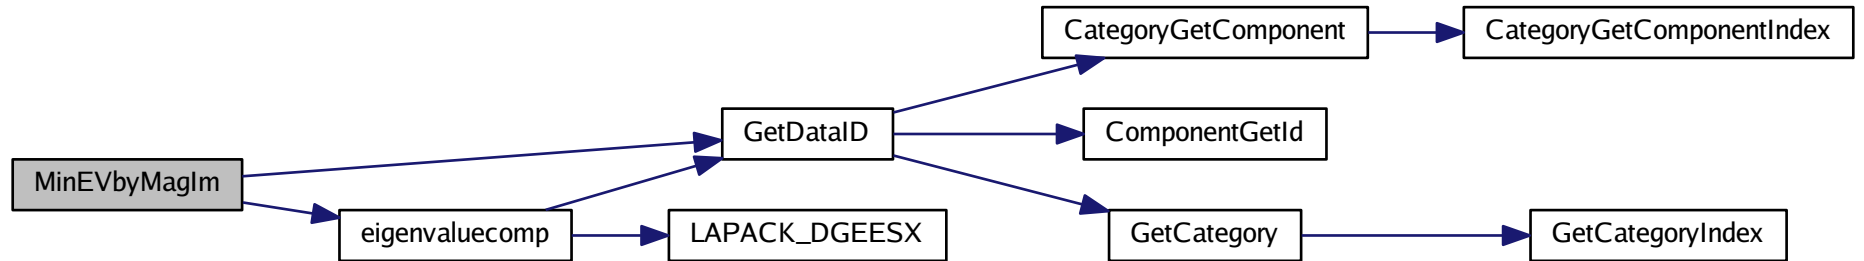 MinEVbyMagIm
eigenvaluecomp
GetDataID
LAPACK_DGEESX
CategoryGetComponent
ComponentGetId
GetCategory
CategoryGetComponentIndex
GetCategoryIndex